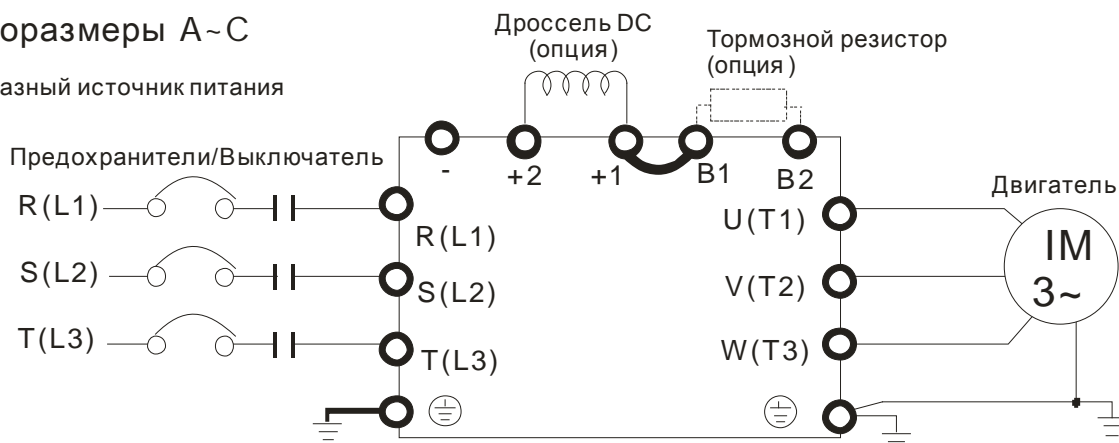 оразмеры A~C
азный источник питания
Дроссель DC
(опция)
Тормозной резистор
(опция)
Предохранители/Выключатель
- +2 +1 B1 B2
Двигатель
R(L1)
R(L1)
U(T1)
IM
3~
S(L2)
S(L2)
V(T2)
T(L3)
T(L3)
W(T3)